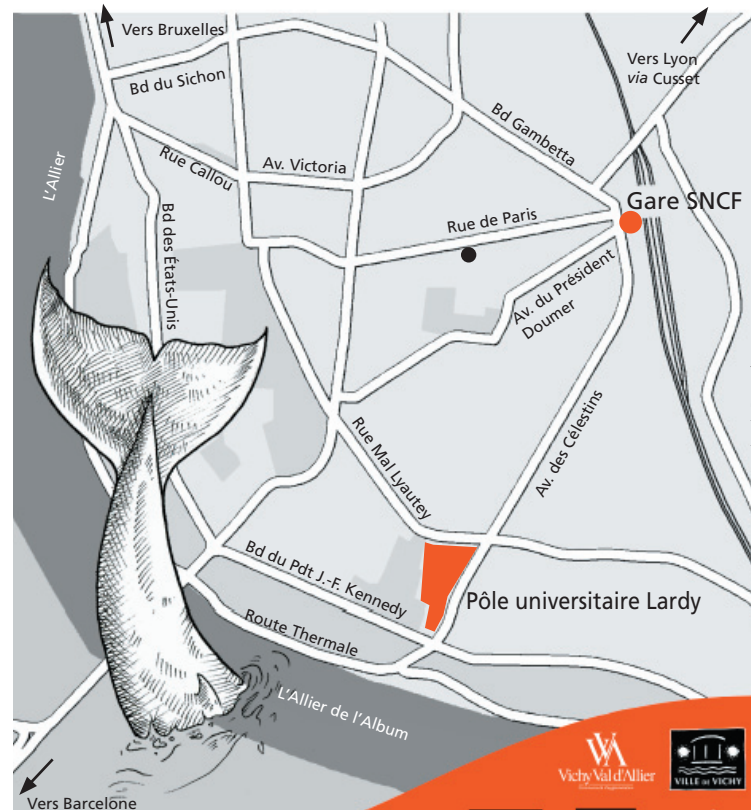 Vers Bruxelles
Bd du Sichon
Vers Lyon
via Cusset
Bd Gambetta
L'Allier
Rue Callou
Av. Victoria
Gare SNCF
Rue de Paris
Bd des États-Unis
Av. du Président
Doumer
Rue Mal Lyautey
Av. des Célestins
Bd du Pdt J.-F. Kennedy
Pôle universitaire Lardy
Route Thermale
L'Allier de l'Album
Vichy Val d'Allier
VILLE DE VICHY
Vers Barcelone